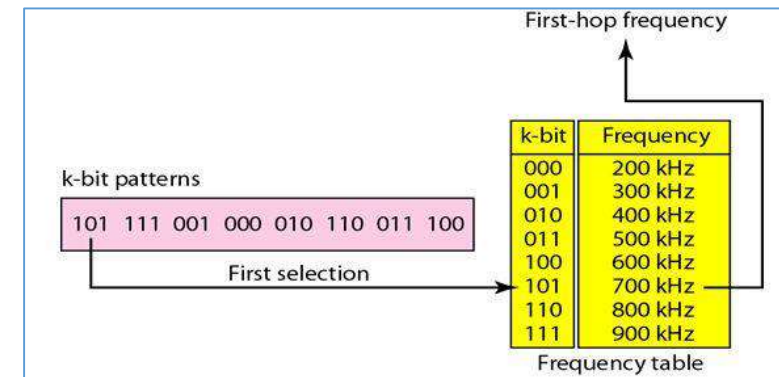 First-hop frequency
k-bit Frequency
000 200 kHz
001 300 kHz
010 400 kHz
011 500 kHz
100 600 kHz
101 700 kHz
110 800 kHz
111 900 kHz
Frequency table
k-bit patterns
101 111 001 000 010 110 011 100
First selection